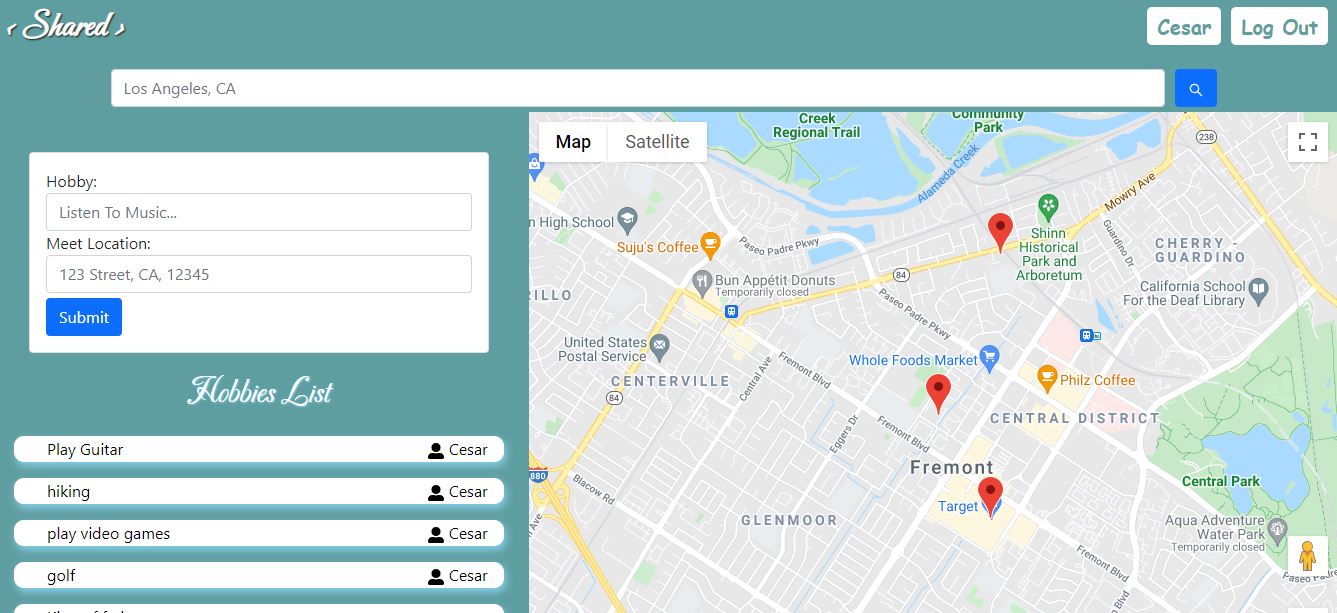 ‹ Shared ›
Cesar
Log Out
Los Angeles, CA
Hobby:
Listen To Music...
Meet Location:
123 Street, CA, 12345
Submit
Hobbies List
Play Guitar
Cesar
hiking
Cesar
play video games
Cesar
golf
Cesar
Map
Satellite
Creek
Regional Trail
Community
Park
Alameda Creek
238
Mowry Ave
n High School
Suju's Coffee
Paseo Padre Pkwy
Shinn
Historical
Park and
Arboretum
Guardino Dr
CHERRY -
GUARDINO
84
Bun Appétit Donuts
Temporarily closed
California School
For the Deaf Library
RILLO
Paseo Padre Pkwy
United States
Postal Service
Whole Foods Market
CENTERVILLE
Central Ave
Fremont Blvd
Philz Coffee
84
CENTRAL DISTRICT
Eggers Dr
Fremont Blvd
Fremont
880
Blacow Rd
Central Park
Target
GLENMOOR
Aqua Adventure
Water Park
Temporarily closed
Ave
Fremont Blvd
Paseo Padre